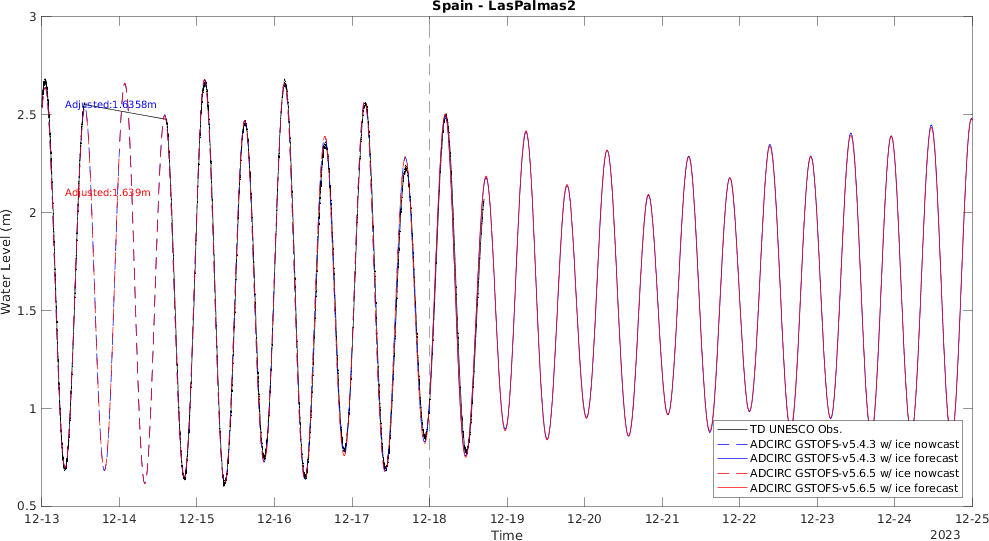 Spain - LasPalmas2
3
2.5
2
1.5
1
0.5
Water Level (m)
Adjusted:1.6358m
Adjusted:1.639m
TD UNESCO Obs.
ADCIRC GSTOFS-v5.4.3 w/ ice nowcast
ADCIRC GSTOFS-v5.4.3 w/ ice forecast
ADCIRC GSTOFS-v5.6.5 w/ ice nowcast
ADCIRC GSTOFS-v5.6.5 w/ ice forecast
12-13 12-14 12-15 12-16 12-17 12-18 12-19 12-20 12-21 12-22 12-23 12-24 12-25
Time
2023